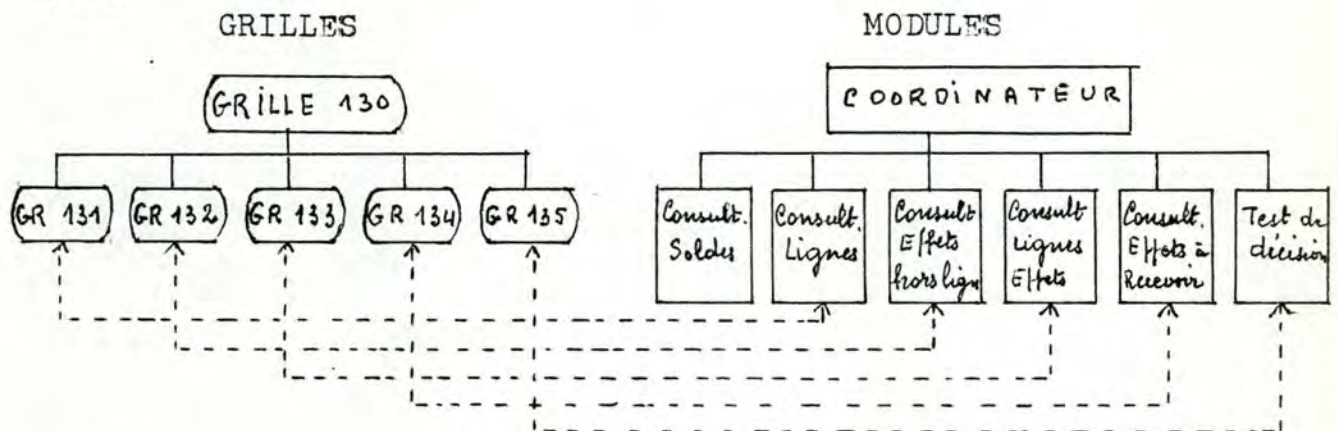 GRILLES MODULES
GRILLE 130 COORDINATEUR
GR 131 GR 132 GR 133 GR 134 GR 135
Consult. Soldes
Consult. Lignes
Consult Effets hors lign
Consult Lignes Effets
Consult. Effets à Recevoir
Test de décision